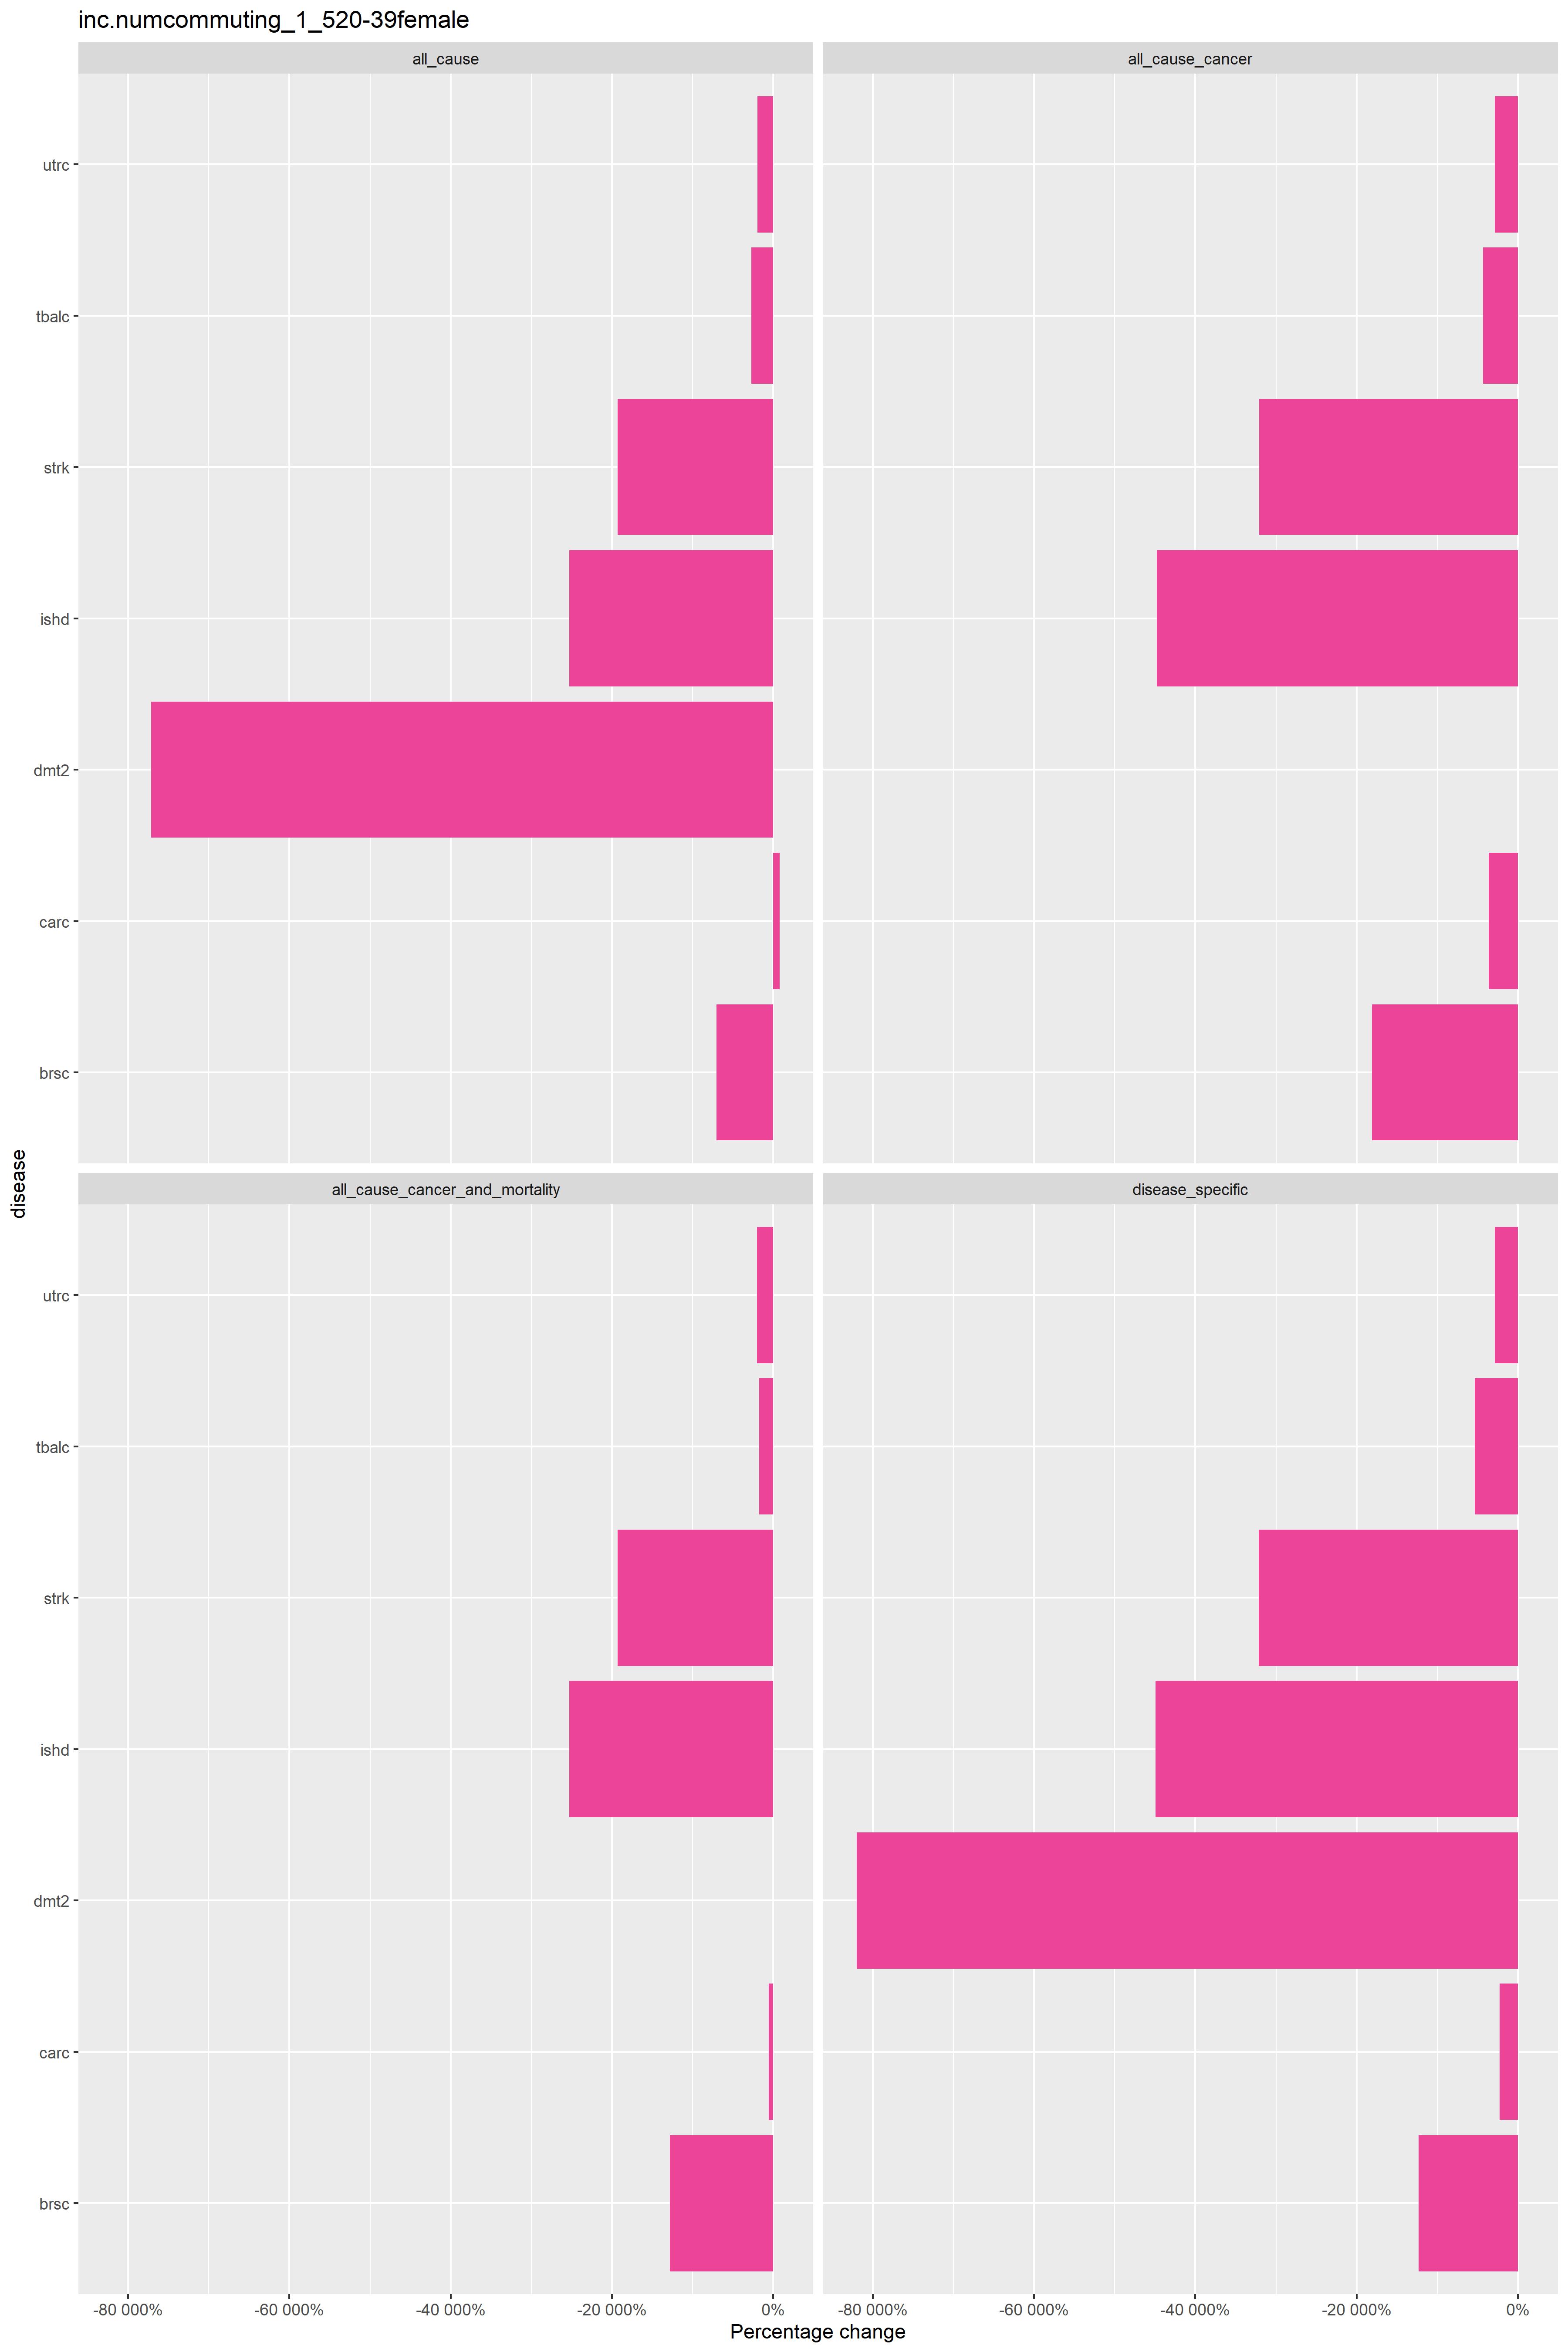 inc.numcommuting_1_520-39female
all_cause
all_cause_cancer
utrc
tbalc
strk
ishd
dmt2
carc
brsc
disease
all_cause_cancer_and_mortality
disease_specific
utrc
tbalc
strk
ishd
dmt2
carc
brsc
-80 000% -60 000% -40 000% -20 000% 0% -80 000% -60 000% -40 000% -20 000% 0%
Percentage change